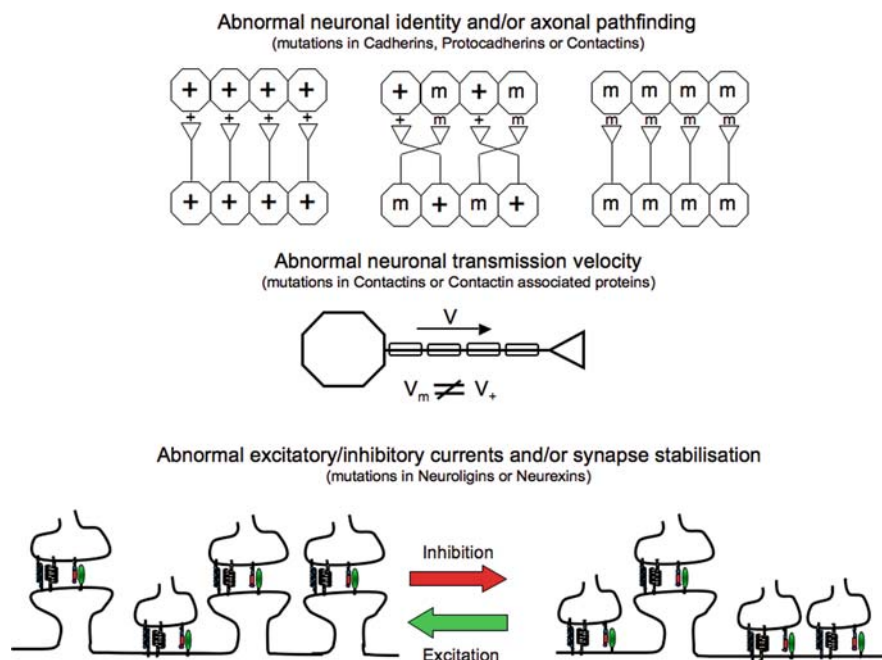 Abnormal neuronal identity and/or axonal pathfinding
(mutations in Cadherins, Protocadherins or Contactins)
+ + + + + m + m m m m m
+ + + + + m + m m m m m
+ + + + m + m + m m m m
Abnormal neuronal transmission velocity
(mutations in Contactins or Contactin associated proteins)
V
Vm ≠ V+
Abnormal excitatory/inhibitory currents and/or synapse stabilisation
(mutations in Neuroligins or Neurexins)
Inhibition
Excitation